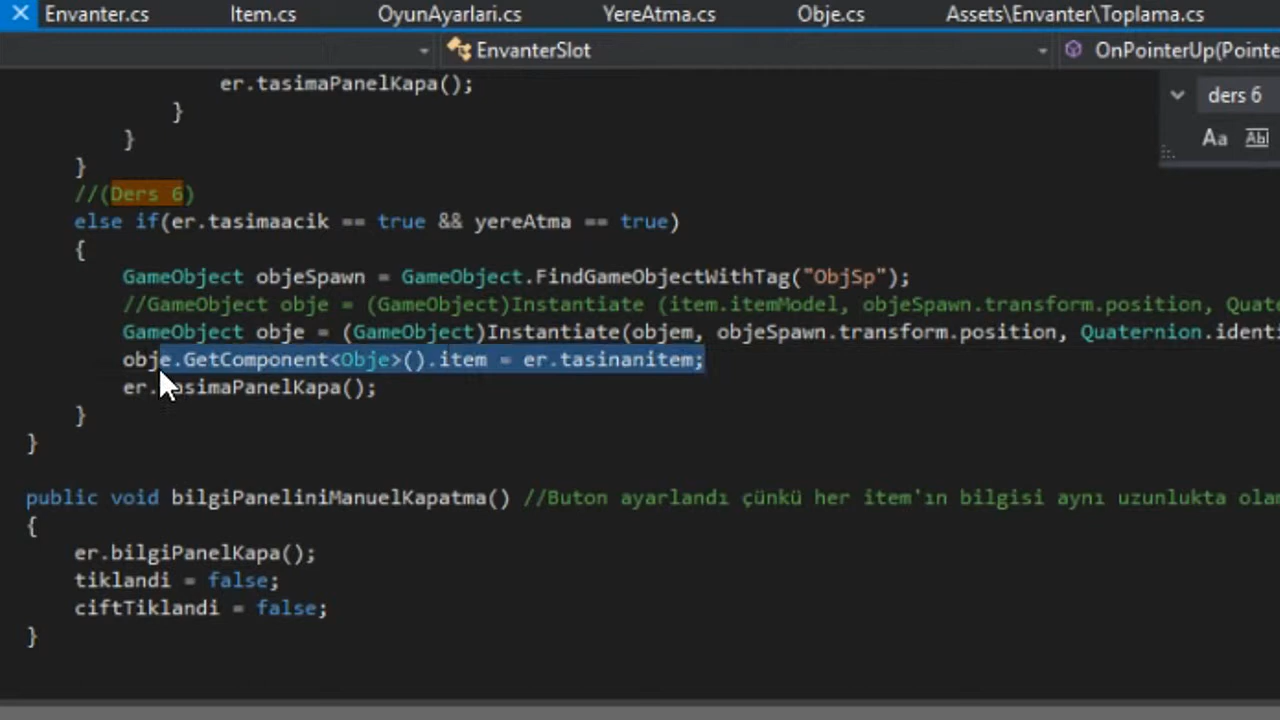 Envanter.cs Item.cs OyunAyarlari.cs YereAtma.cs Obje.cs Assets\Envanter\Toplama.cs
EnvanterSlot OnPointerUp(Pointe
er.tasimaPanelKapa();
ders 6
}
}
Aa Abl
}
//(Ders 6)
else if(er.tasimaacik == true && yereAtma == true)
{
GameObject objeSpawn = GameObject.FindGameObjectWithTag("ObjSp");
//GameObject obje = (GameObject)Instantiate (item.itemModel, objeSpawn.transform.position, Quate
GameObject obje = (GameObject)Instantiate(objem, objeSpawn.transform.position, Quaternion.identi
obje.GetComponent<Obje>().item = er.tasinanitem;
er.tasimaPanelKapa();
}
}
public void bilgiPaneliniManuelKapatma() //Buton ayarlandı çünkü her item'ın bilgisi aynı uzunlukta olam
{
er.bilgiPanelKapa();
tiklandi = false;
ciftTiklandi = false;
}